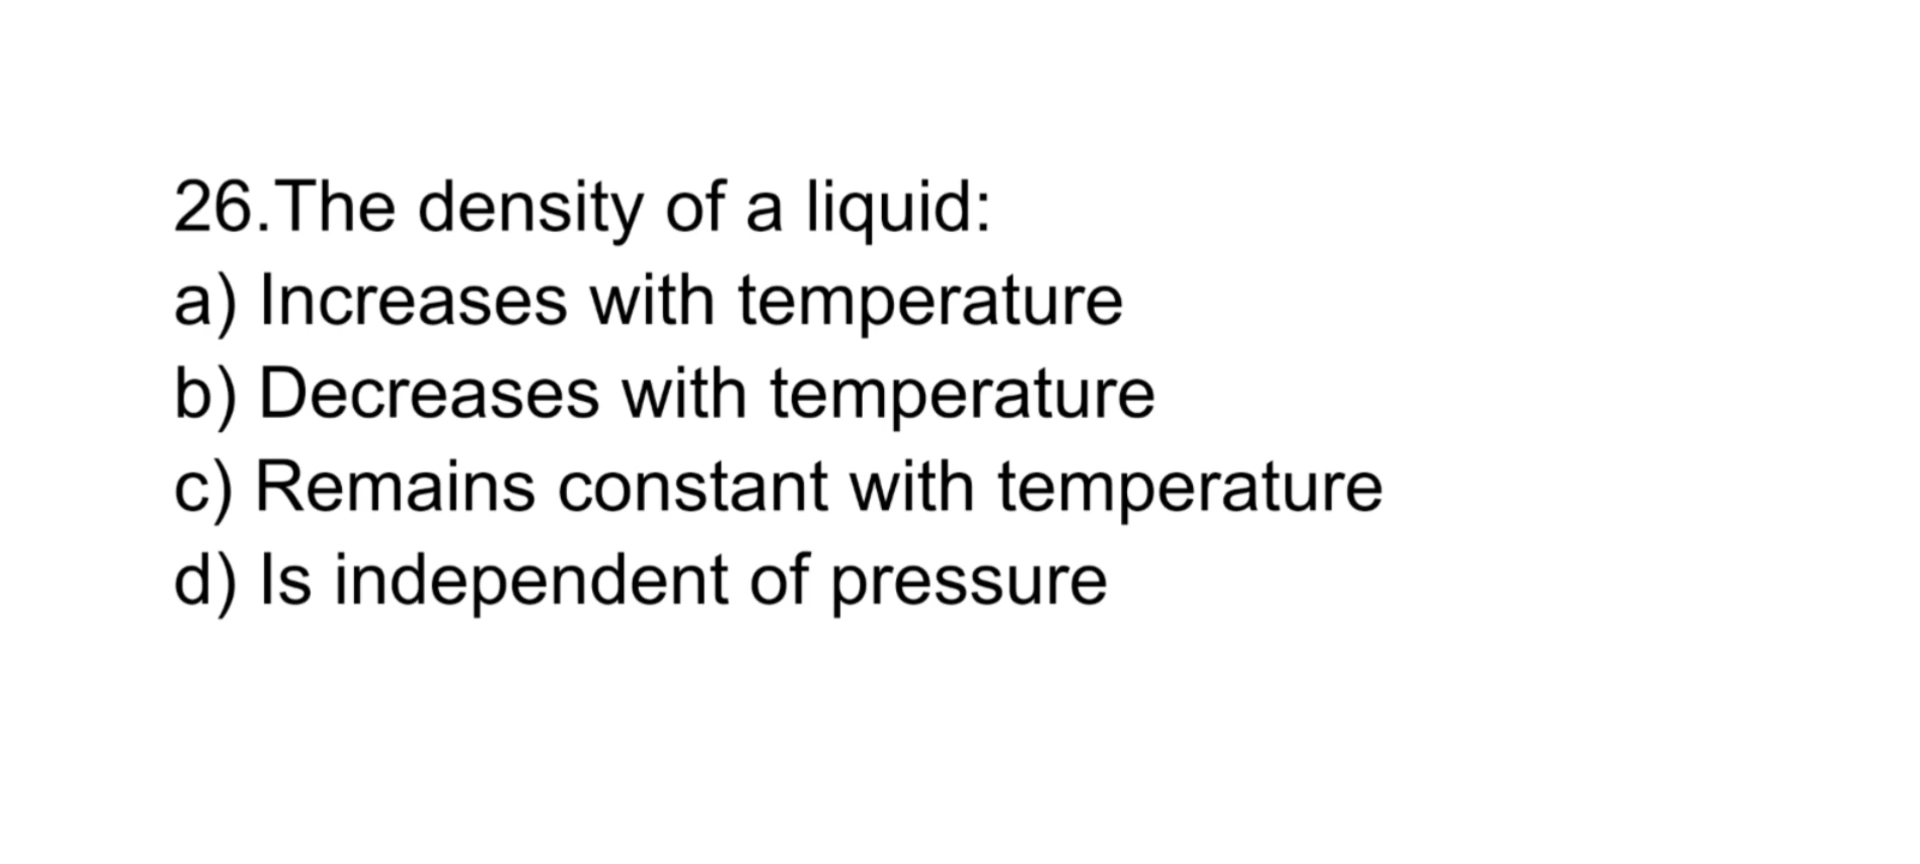 26.The density of a liquid:
a) Increases with temperature
b) Decreases with temperature
c) Remains constant with temperature
d) Is independent of pressure